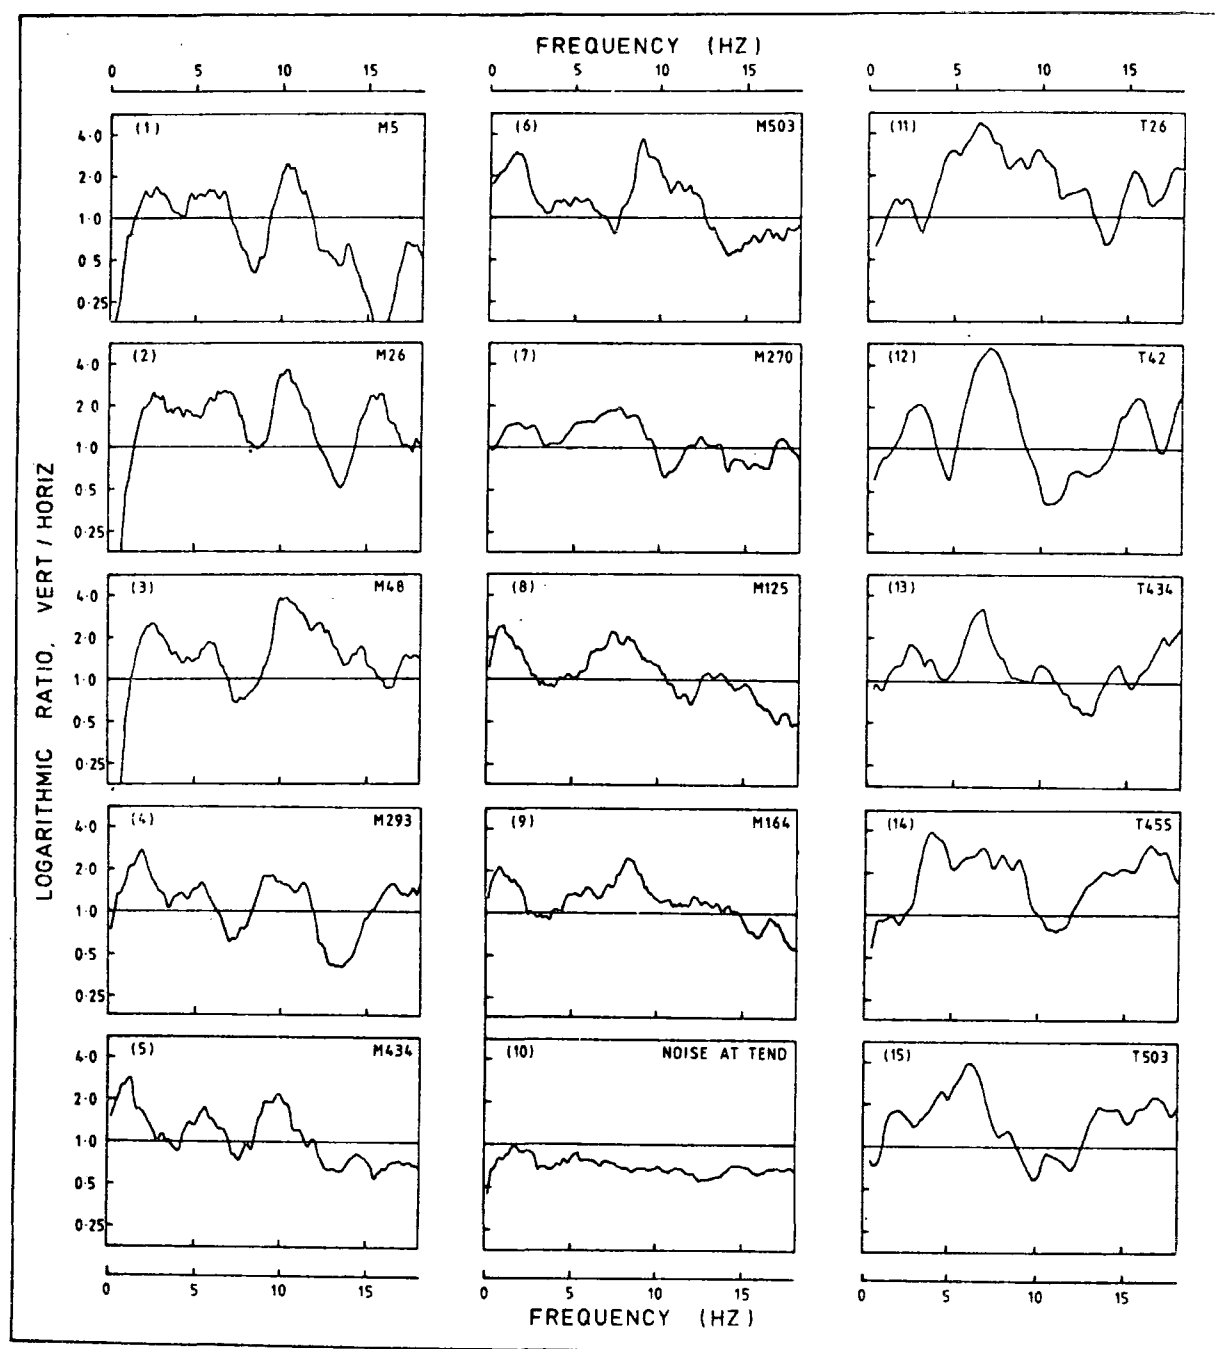 FREQUENCY (HZ)
0 5 10 15 0 5 10 15 0 5 10 15
(1) M5
4·0
2·0
1·0
0·5
0·25
(6) M503
(11) T26
(2) M26
4·0
2·0
1·0
0·5
0·25
(7) M270
(12) T42
(3) M48
4·0
2·0
1·0
0·5
0·25
(8) M125
(13) T434
(4) M293
4·0
2·0
1·0
0·5
0·25
(9) M164
(14) T455
(5) M434
4·0
2·0
1·0
0·5
0·25
(10) NOISE AT TEND
(15) T503
LOGARITHMIC RATIO, VERT/HORIZ
0 5 10 15 0 5 10 15 0 5 10 15
FREQUENCY (HZ)